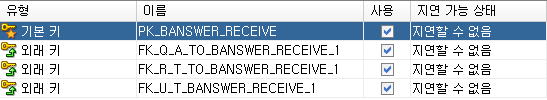 유형 이름 사용 지연 가능 상태
기본 키 PK_BANSWER_RECEIVE 지연할 수 없음
외래 키 FK_Q_A_TO_BANSWER_RECEIVE_1 지연할 수 없음
외래 키 FK_R_T_TO_BANSWER_RECEIVE_1 지연할 수 없음
외래 키 FK_U_T_BANSWER_RECEIVE_1 지연할 수 없음